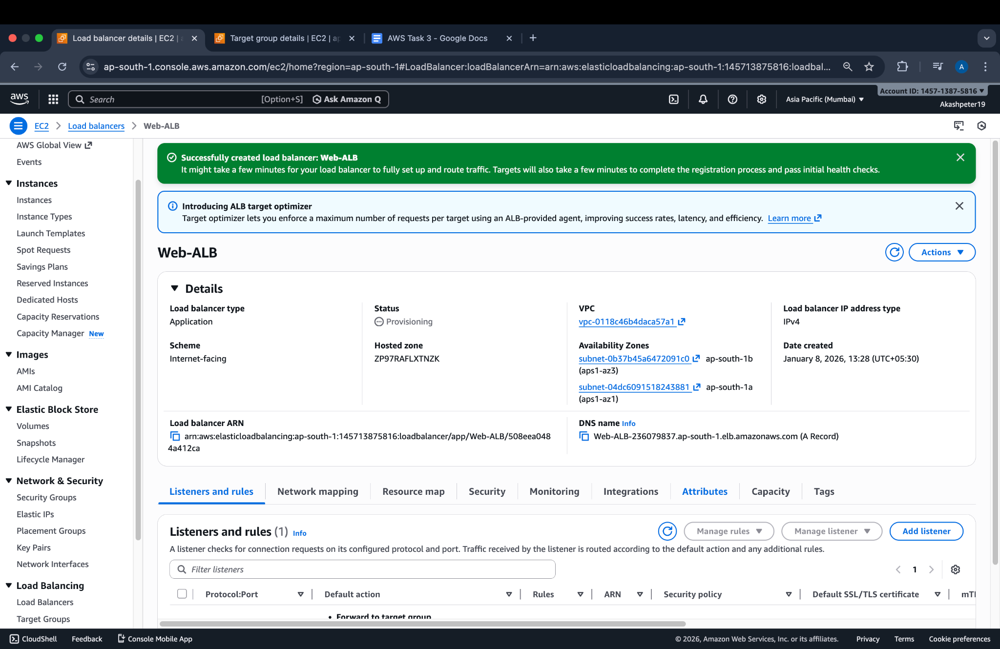 Load balancer details | EC2 | a
Target group details | EC2 | ap
AWS Task 3 - Google Docs
ap-south-1.console.aws.amazon.com/ec2/home?region=ap-south-1#LoadBalancer:loadBalancerArn=arn:aws:elasticloadbalancing:ap-south-1:145713875816:loadbal...
A
aws
Search
[Option+S]
Ask Amazon Q
Asia Pacific (Mumbai)
Account ID: 1457-1387-5816
Akashpeter19
EC2
Load balancers
Web-ALB
AWS Global View
Events
Instances
Instances
Instance Types
Launch Templates
Spot Requests
Savings Plans
Reserved Instances
Dedicated Hosts
Capacity Reservations
Capacity Manager New
Images
AMIs
AMI Catalog
Elastic Block Store
Volumes
Snapshots
Lifecycle Manager
Network & Security
Security Groups
Elastic IPs
Placement Groups
Key Pairs
Network Interfaces
Load Balancing
Load Balancers
Target Groups
Successfully created load balancer: Web-ALB
It might take a few minutes for your load balancer to fully set up and route traffic. Targets will also take a few minutes to complete the registration process and pass initial health checks.
Introducing ALB target optimizer
Target optimizer lets you enforce a maximum number of requests per target using an ALB-provided agent, improving success rates, latency, and efficiency. Learn more
Web-ALB
Actions
Details
Load balancer type
Application
Status
Provisioning
VPC
vpc-0118c46b4daca57a1
Load balancer IP address type
IPv4
Scheme
Internet-facing
Hosted zone
ZP97RAFLXTNZK
Availability Zones
subnet-0b37b45a6472091c0 ap-south-1b
(aps1-az3)
subnet-04dc6091518243881 ap-south-1a
(aps1-az1)
Date created
January 8, 2026, 13:28 (UTC+05:30)
Load balancer ARN
arn:aws:elasticloadbalancing:ap-south-1:145713875816:loadbalancer/app/Web-ALB/508eea048
4a412ca
DNS name Info
Web-ALB-236079837.ap-south-1.elb.amazonaws.com (A Record)
Listeners and rules
Network mapping
Resource map
Security
Monitoring
Integrations
Attributes
Capacity
Tags
Listeners and rules (1) Info
Manage rules
Manage listener
Add listener
A listener checks for connection requests on its configured protocol and port. Traffic received by the listener is routed according to the default action and any additional rules.
Filter listeners
1
Protocol:Port
Default action
Rules
ARN
Security policy
Default SSL/TLS certificate
mTl
• Forward to target group
CloudShell
Feedback
Console Mobile App
© 2026, Amazon Web Services, Inc. or its affiliates.
Privacy
Terms
Cookie preferences